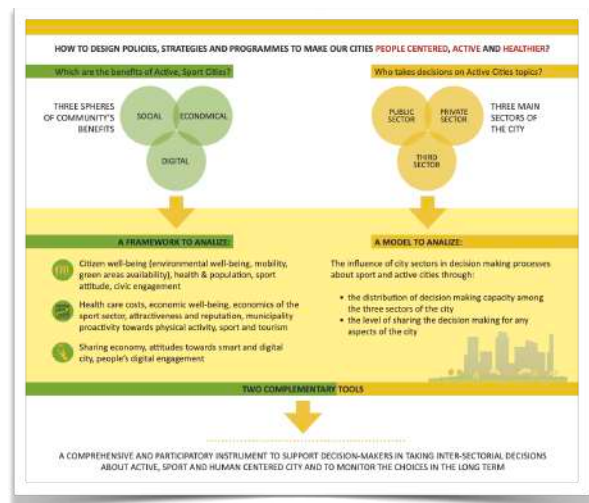 HOW TO DESIGN POLICIES, STRATEGIES AND PROGRAMMES TO MAKE OUR CITIES PEOPLE CENTERED, ACTIVE AND HEALTHIER?
Which are the benefits of Active, Sport Cities?
THREE SPHERES
OF COMMUNITY'S
BENEFITS
SOCIAL
ECONOMICAL
DIGITAL
Who takes decisions on Active Cities topics?
PUBLIC
SECTOR
PRIVATE
SECTOR
THIRD
SECTOR
THREE MAIN
SECTORS OF
THE CITY
A FRAMEWORK TO ANALIZE:
Citizen well-being (environmental well-being, mobility,
green areas availability), health & population, sport
attitude, civic engagement
Health care costs, economic well-being, economics of the
sport sector, attractiveness and reputation, municipality
proactivity towards physical activity, sport and tourism
Sharing economy, attitudes towards smart and digital
city, people's digital engagement
A MODEL TO ANALIZE:
The influence of city sectors in decision making processes
about sport and active cities through:
• the distribution of decision making capacity among
the three sectors of the city
• the level of sharing the decision making for any
aspects of the city
TWO COMPLEMENTARY TOOLS
A COMPREHENSIVE AND PARTICIPATORY INSTRUMENT TO SUPPORT DECISION-MAKERS IN TAKING INTER-SECTORIAL DECISIONS
ABOUT ACTIVE, SPORT AND HUMAN CENTERED CITY AND TO MONITOR THE CHOICES IN THE LONG TERM